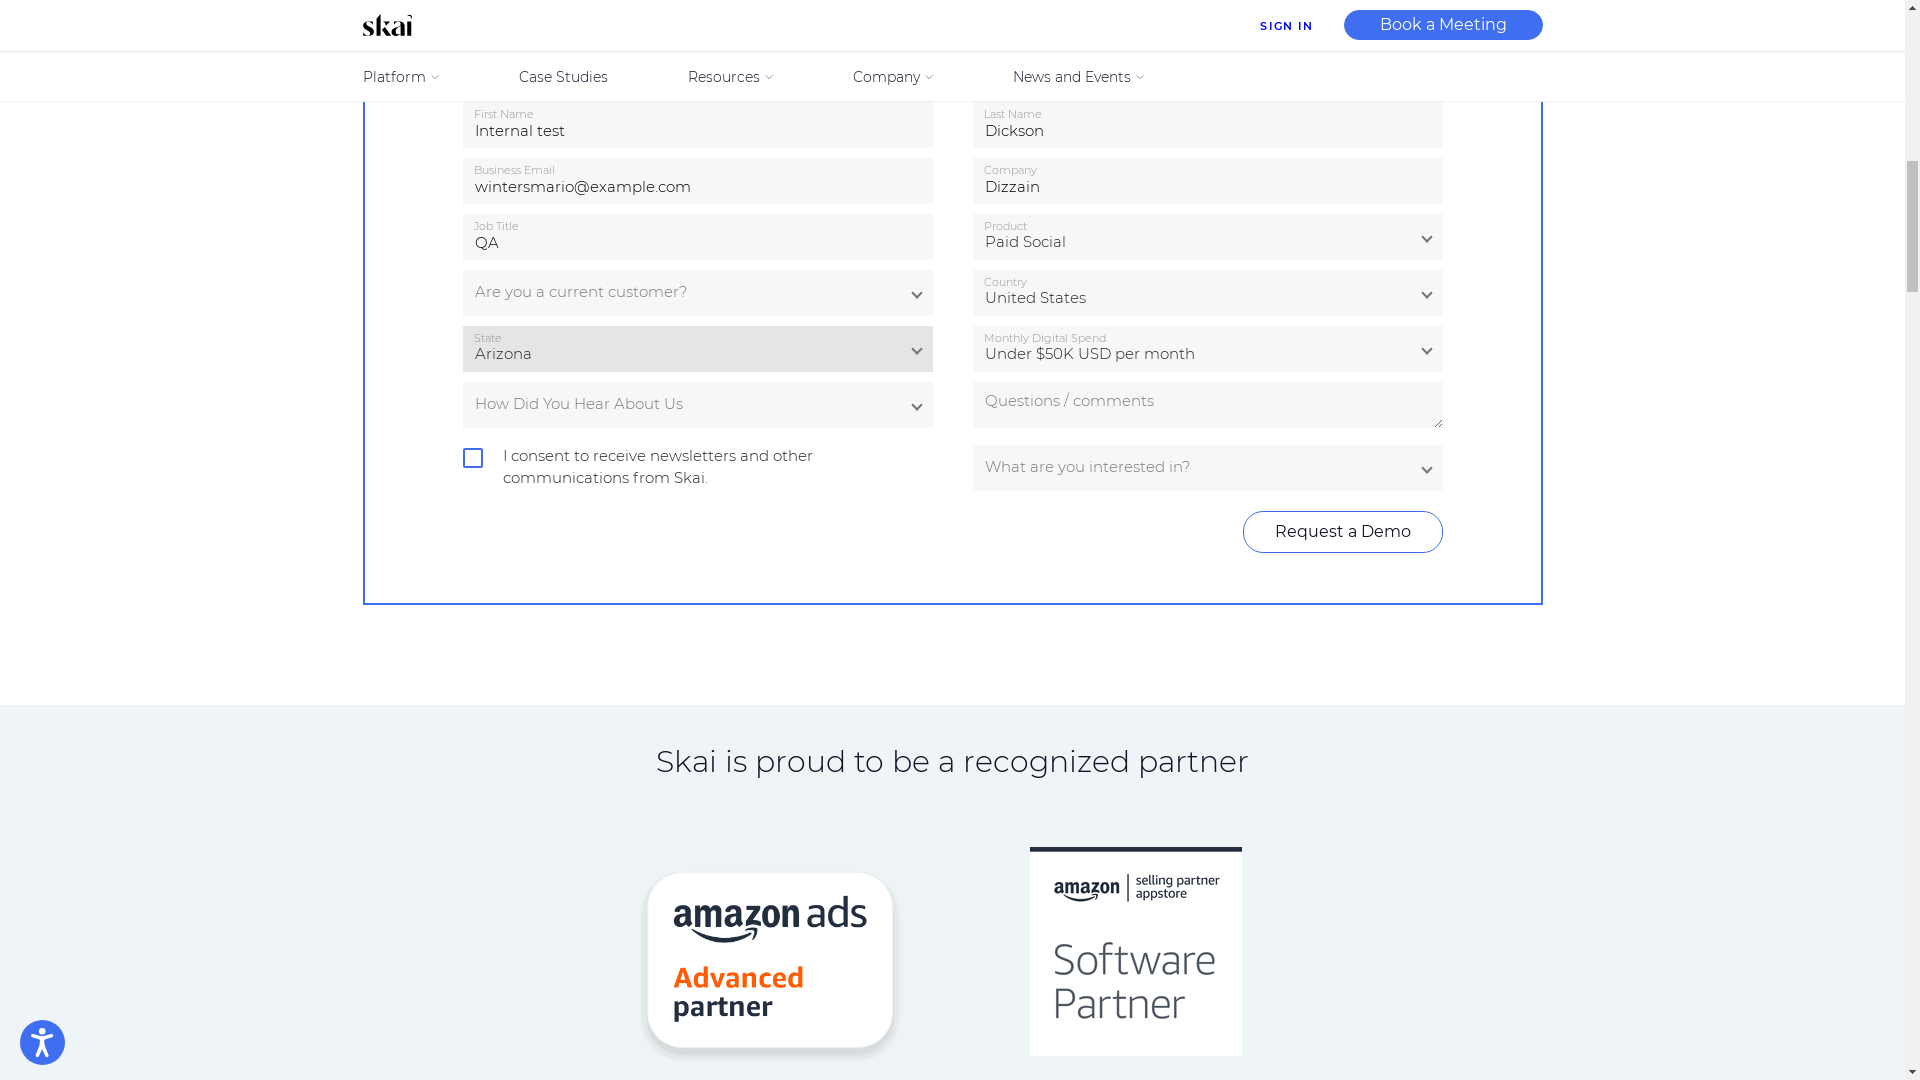 skai
SIGN IN
Book a Meeting
Platform
Case Studies
Resources
Company
News and Events
First Name
Internal test
Last Name
Dickson
Business Email
wintersmario@example.com
Company
Dizzain
Job Title
QA
Product
Paid Social
Are you a current customer?
Country
United States
State
Arizona
Monthly Digital Spend
Under $50K USD per month
How Did You Hear About Us
Questions / comments
I consent to receive newsletters and other
communications from Skai.
What are you interested in?
Request a Demo
Skai is proud to be a recognized partner
amazon ads
Advanced
partner
amazon
selling partner
appstore
Software
Partner